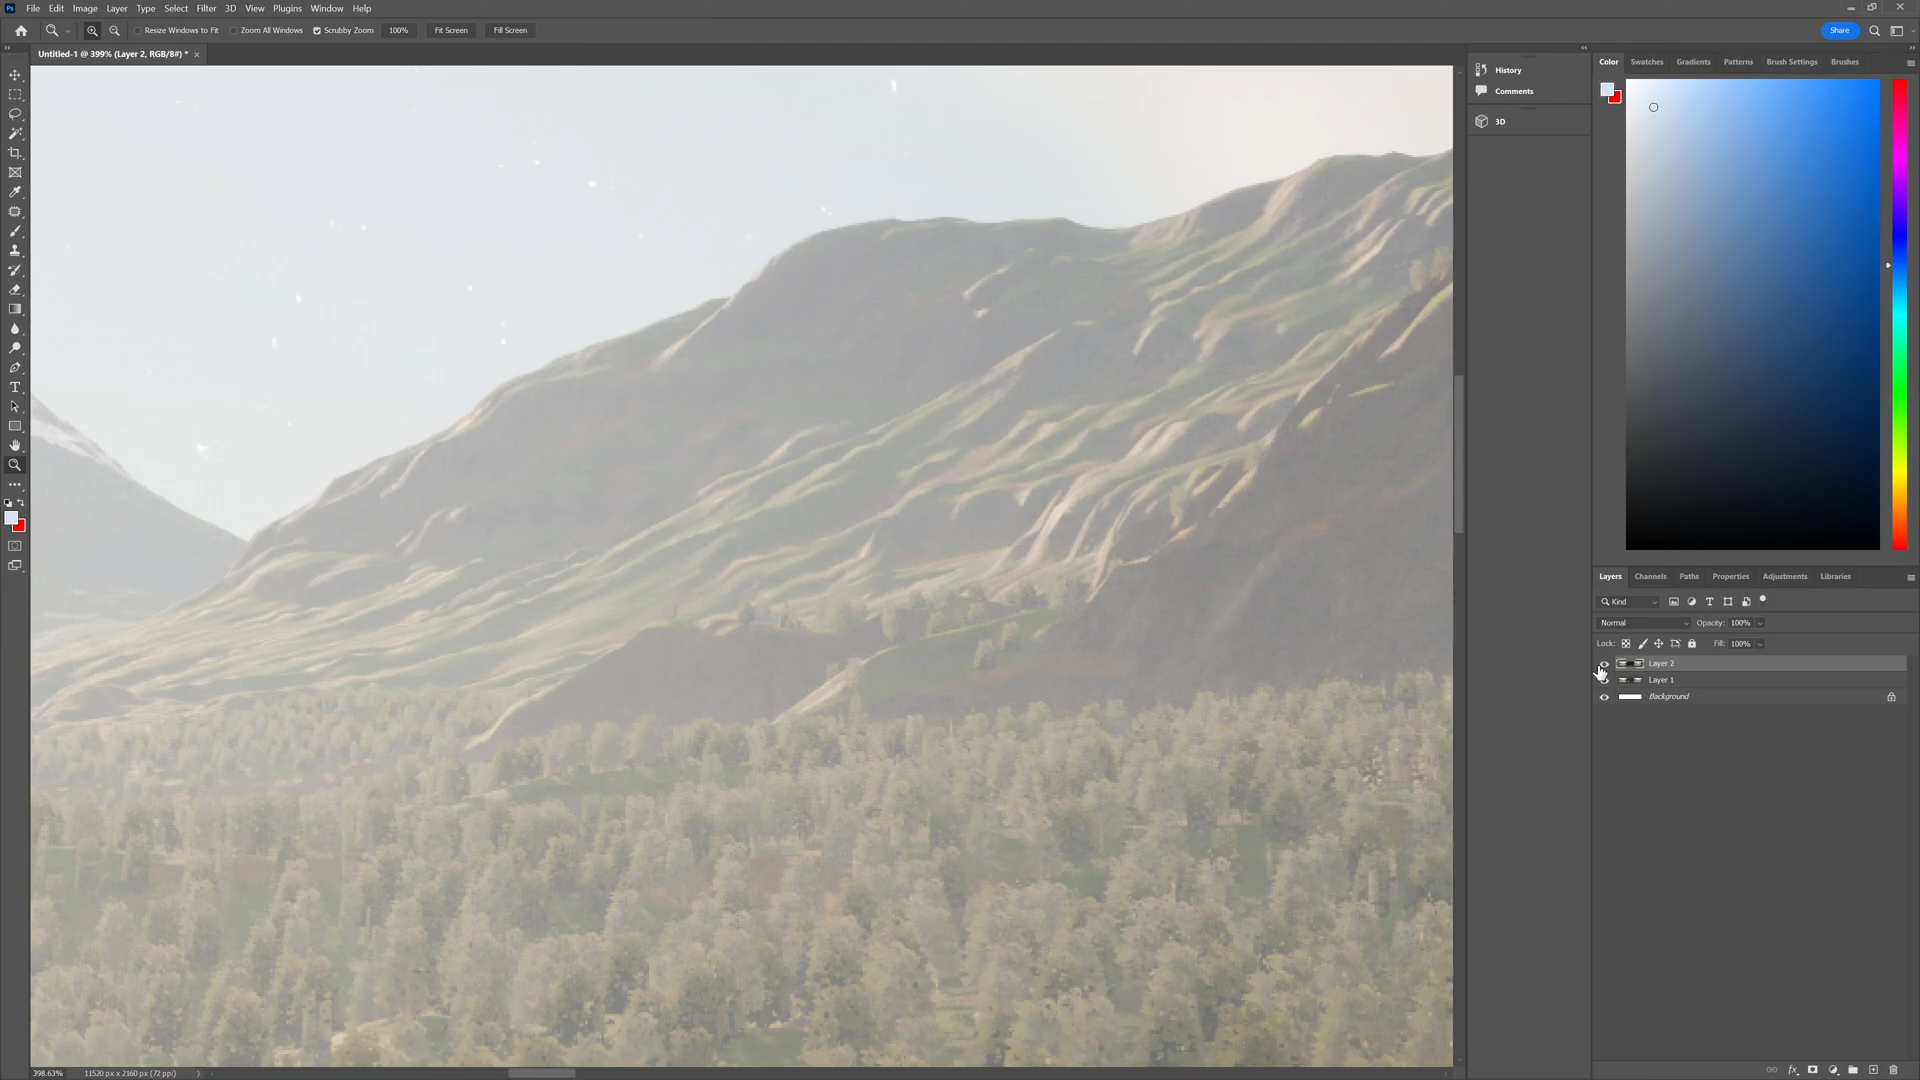 Ps File Edit Image Layer Type Select Filter 3D View Plugins Window Help
Resize Windows to Fit Zoom All Windows Scrubby Zoom 100% Fit Screen Fill Screen Share
Untitled-1 @ 399% (Layer 2, RGB/8#) * ×
History
Comments
3D
Color Swatches Gradients Patterns Brush Settings Brushes
T
Layers Channels Paths Properties Adjustments Libraries
Kind T
Normal Opacity: 100%
Lock: Fill: 100%
Layer 2
Layer 1
Background
398.63% 11520 px x 2160 px (72 ppi)
fx